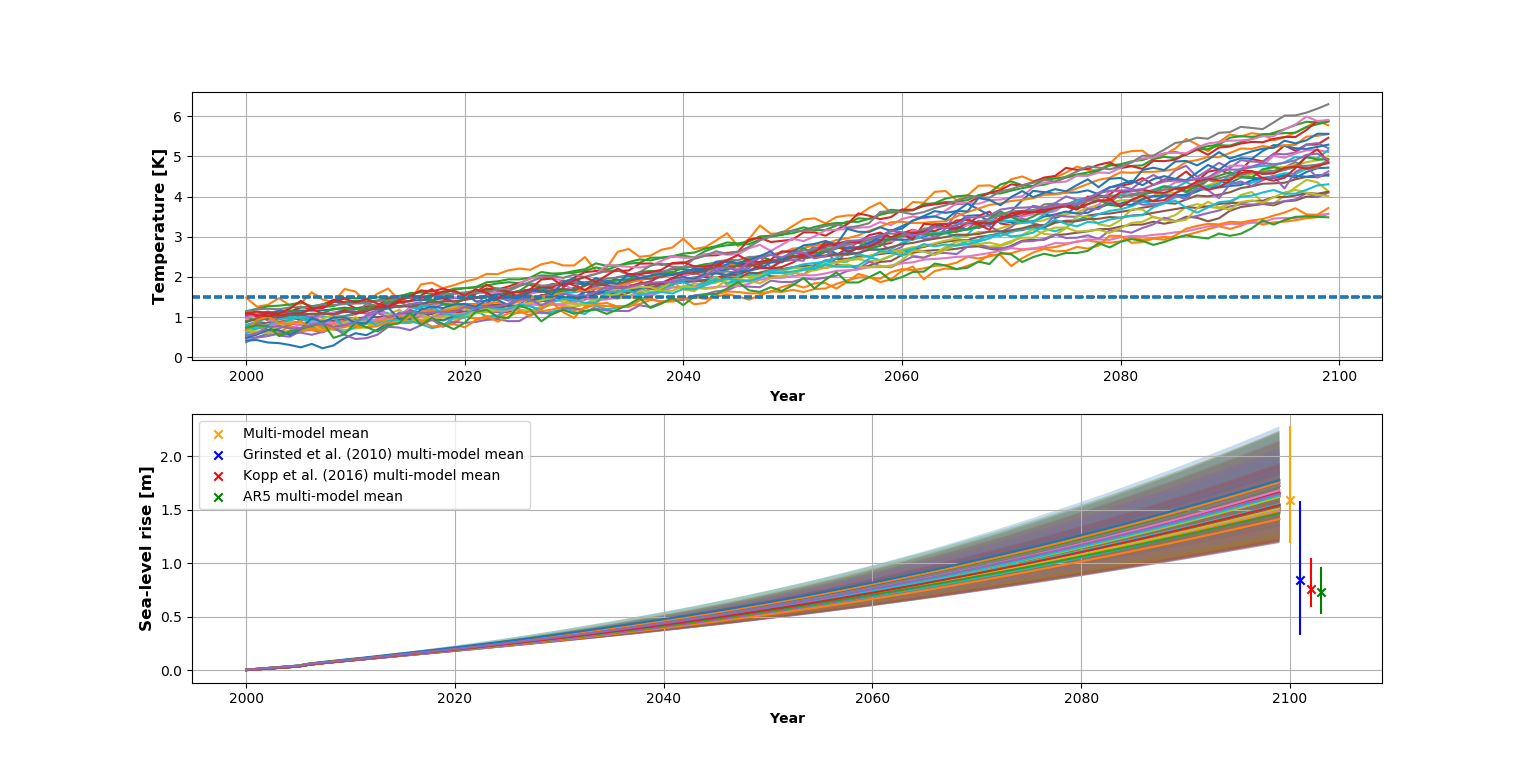 6
5
4
3
2
1
0
Temperature [K]
2000 2020 2040 2060 2080 2100
Year
Multi-model mean
Grinsted et al. (2010) multi-model mean
Kopp et al. (2016) multi-model mean
AR5 multi-model mean
2.0
1.5
1.0
0.5
0.0
Sea-level rise [m]
2000 2020 2040 2060 2080 2100
Year